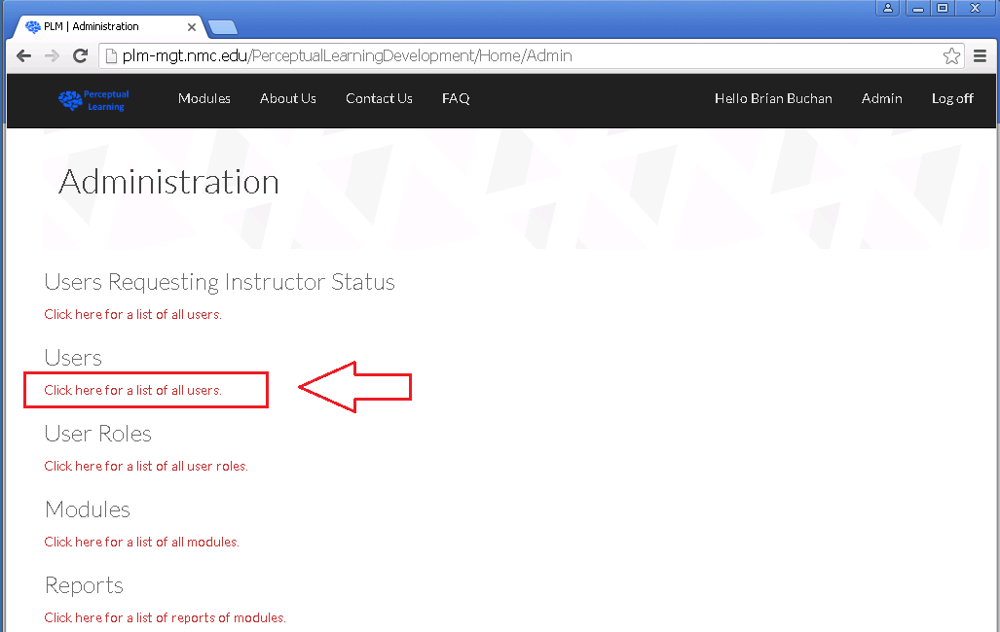 PLM | Administration
plm-mgt.nmc.edu/PerceptualLearningDevelopment/Home/Admin
Perceptual
Learning
Modules About Us Contact Us FAQ Hello Brian Buchan Admin Log off
Administration
Users Requesting Instructor Status
Click here for a list of all users.
Users
Click here for a list of all users.
User Roles
Click here for a list of all user roles.
Modules
Click here for a list of all modules.
Reports
Click here for a list of reports of modules.